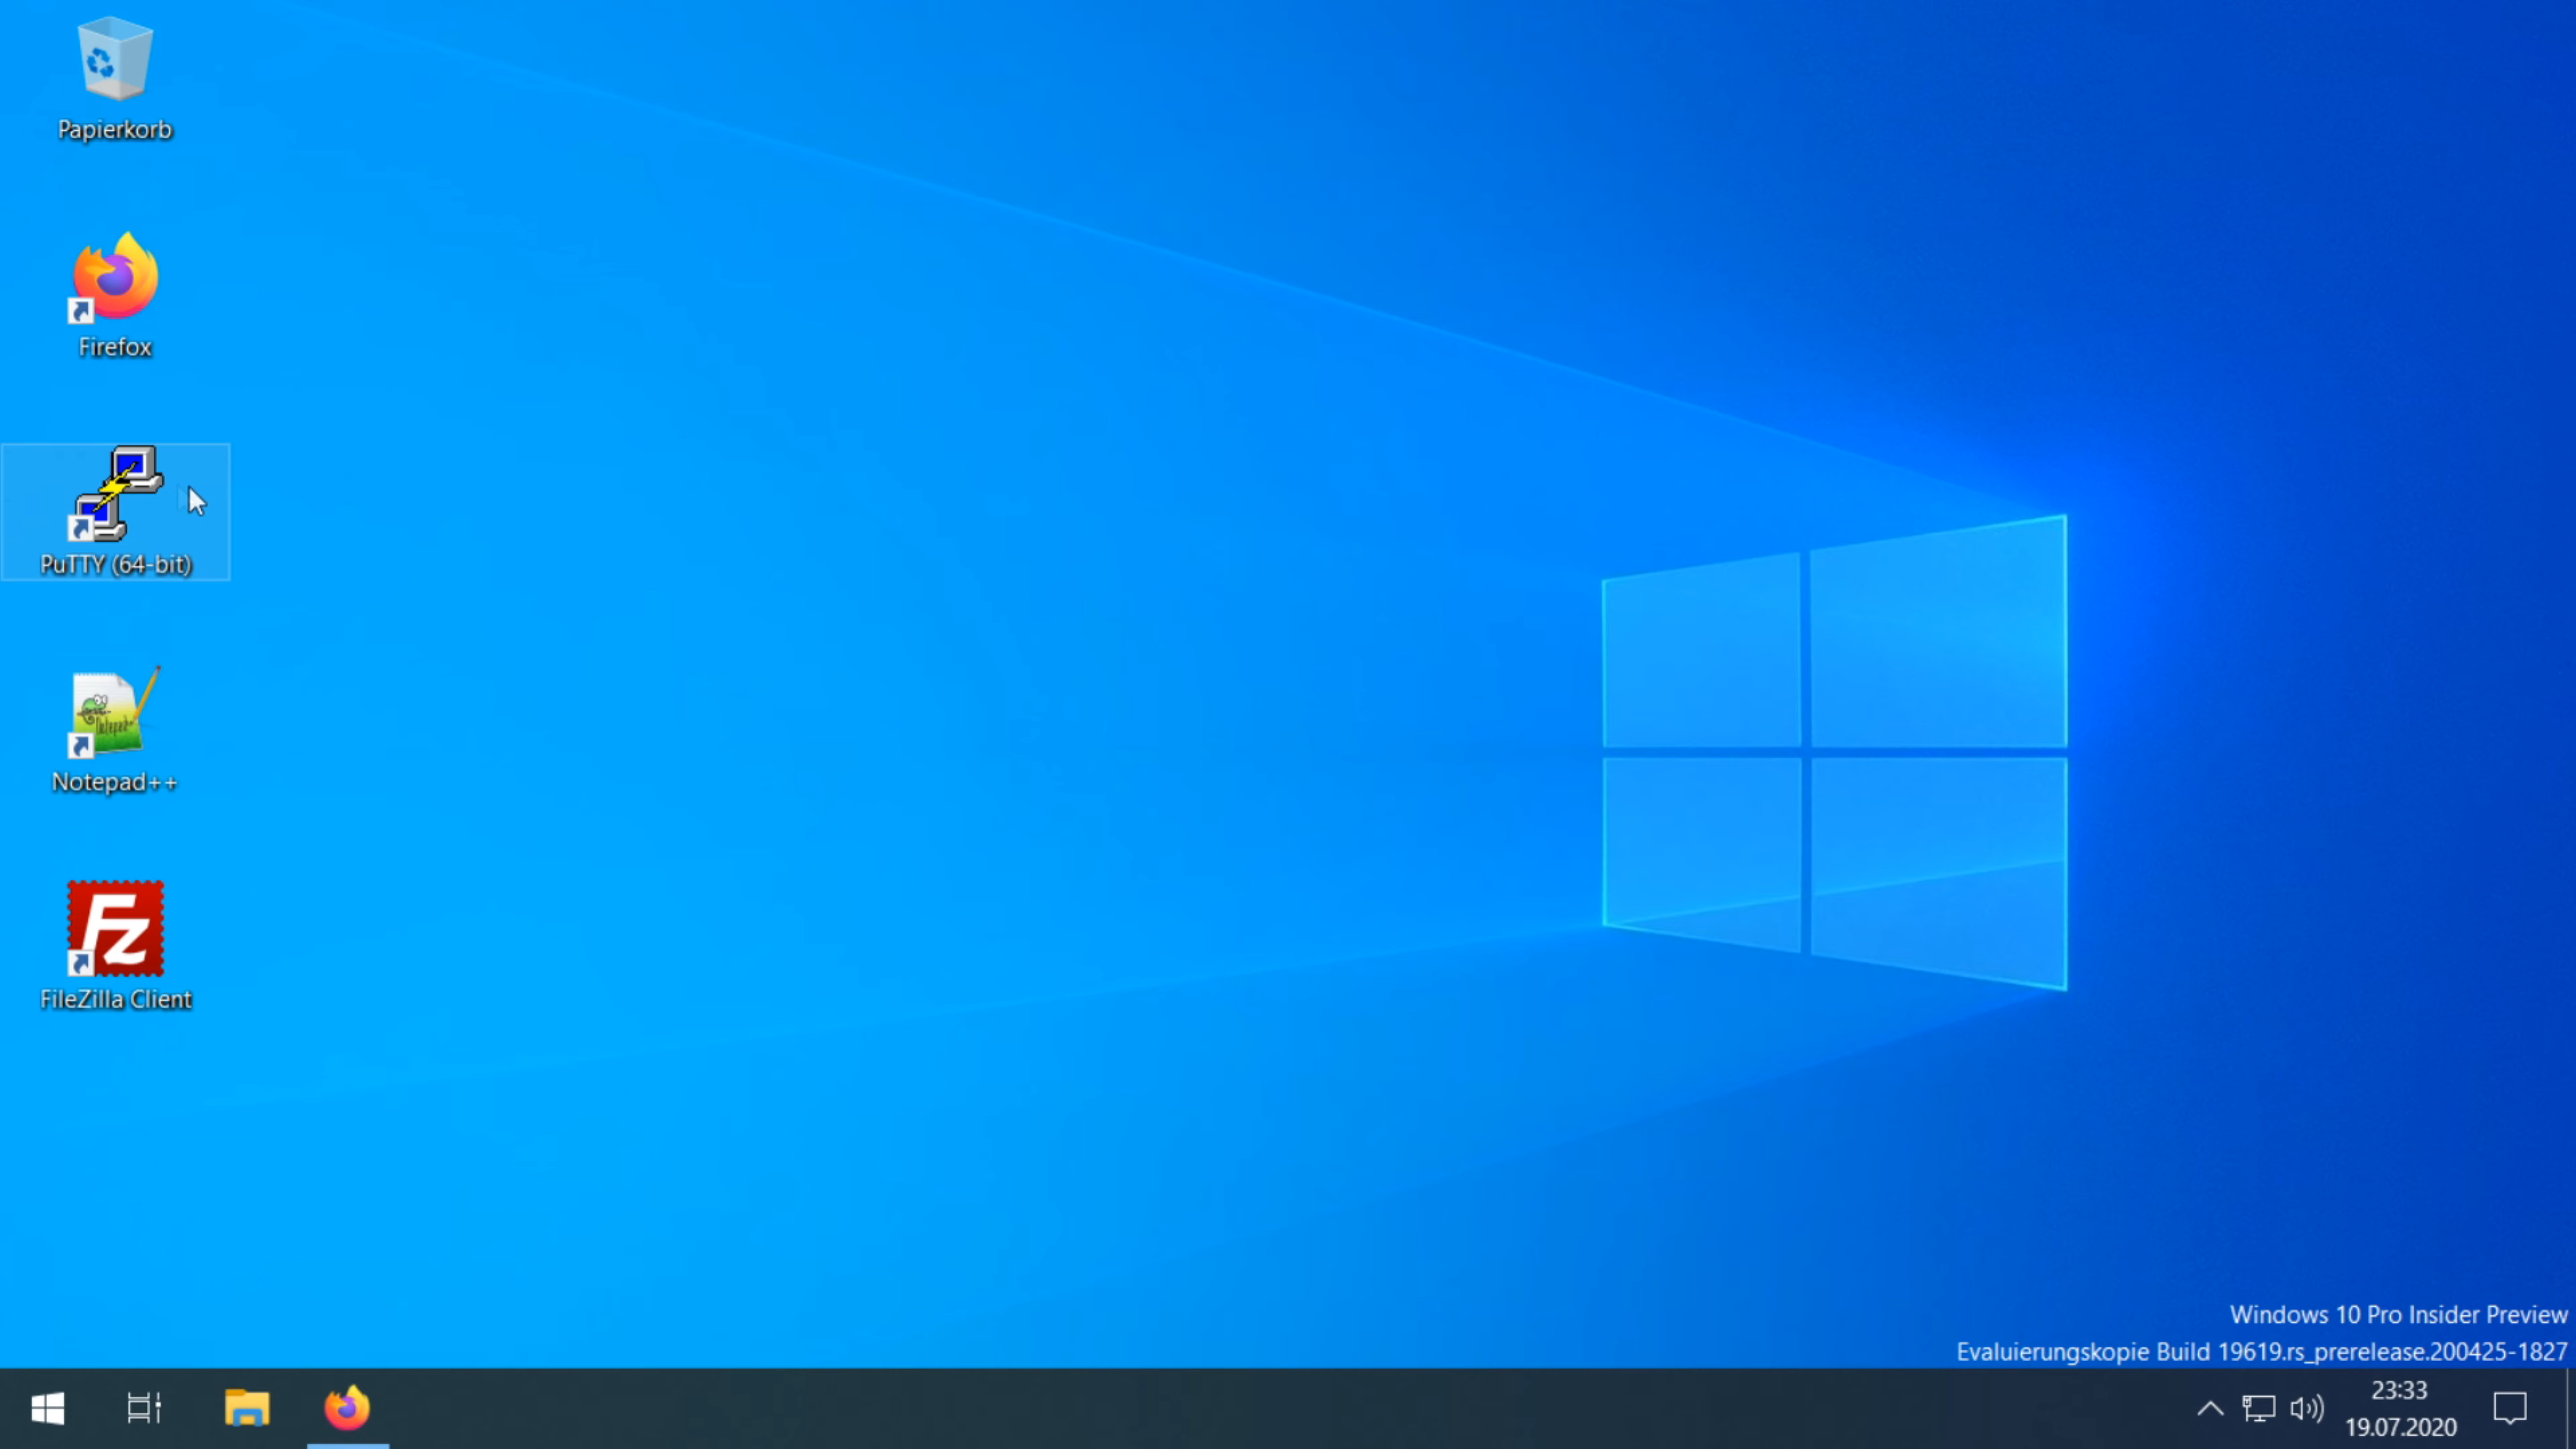 Papierkorb
Firefox
PuTTY (64-bit)
Notepad++
FileZilla Client
Windows 10 Pro Insider Preview
Evaluierungskopie Build 19619.rs_prerelease.200425-1827
23:33
19.07.2020